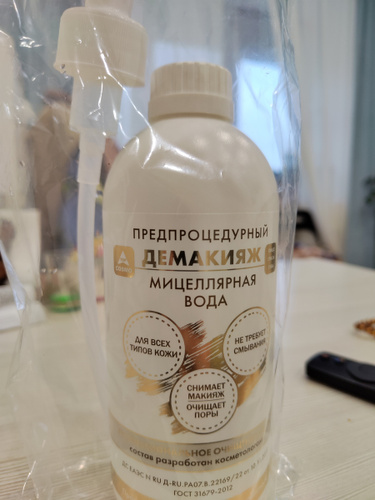 ПРЕДПРОЦЕДУРНЫЙ
ДЕМАКИЯЖ
МИЦЕЛЛЯРНАЯ
ВОДА
ДЛЯ ВСЕХ
ТИПОВ КОЖИ
НЕ ТРЕБУЕТ
СМЫВАНИЯ
СНИМАЕТ
МАКИЯЖ
ОЧИЩАЕТ
ПОРЫ
состав разработан косметологами
ГОСТ 31679-2012